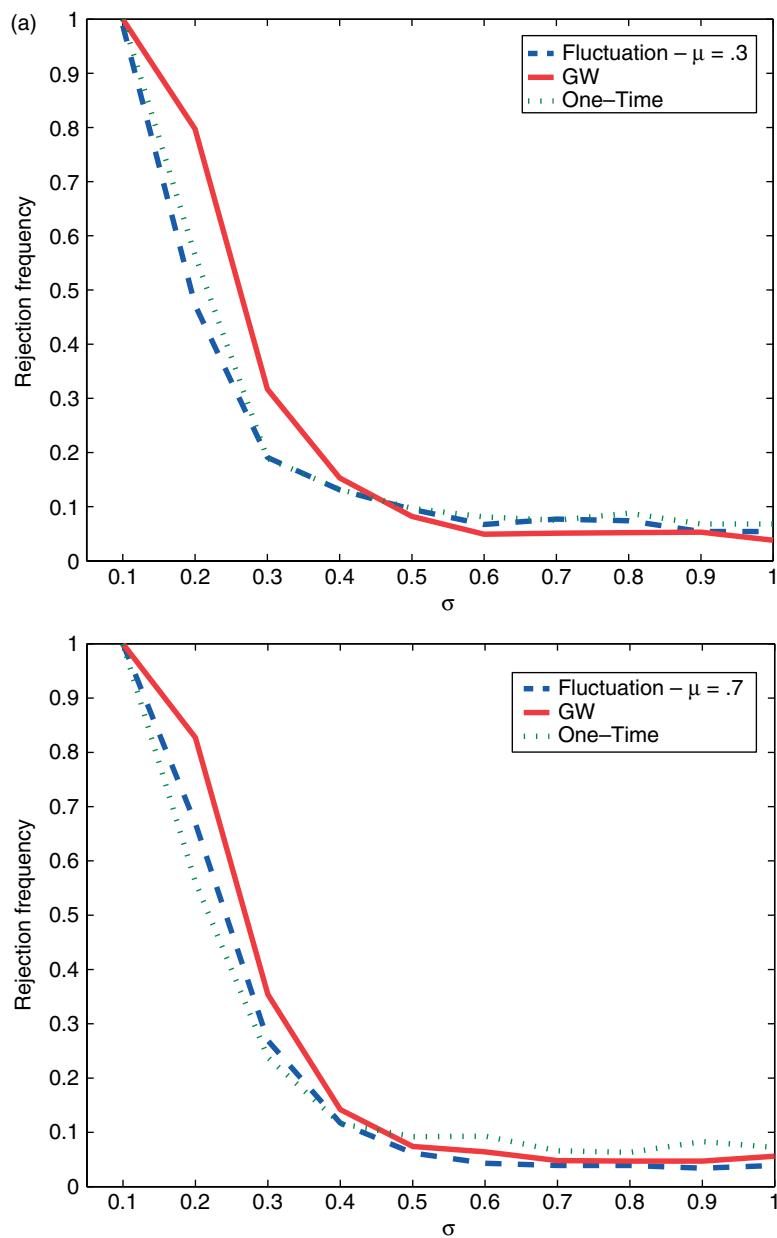 (a)
Fluctuation – μ = .3
GW
One–Time
Rejection frequency
1
0.9
0.8
0.7
0.6
0.5
0.4
0.3
0.2
0.1
0
0.1 0.2 0.3 0.4 0.5 0.6 0.7 0.8 0.9 1
σ
Fluctuation – μ = .7
GW
One–Time
Rejection frequency
1
0.9
0.8
0.7
0.6
0.5
0.4
0.3
0.2
0.1
0
0.1 0.2 0.3 0.4 0.5 0.6 0.7 0.8 0.9 1
σ